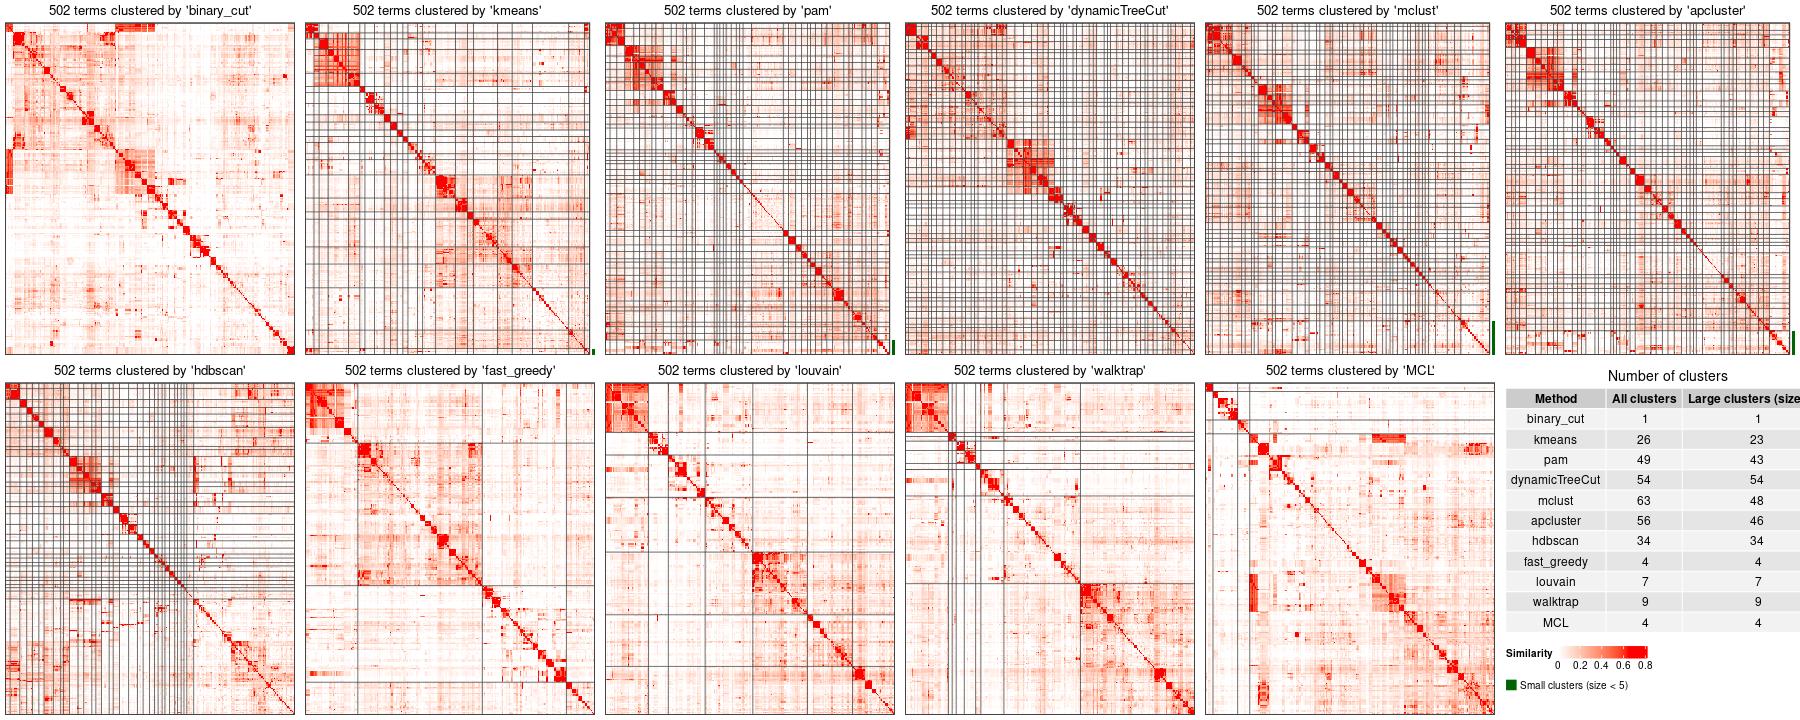 502 terms clustered by 'binary_cut'
502 terms clustered by 'kmeans'
502 terms clustered by 'pam'
502 terms clustered by 'dynamicTreeCut'
502 terms clustered by 'mclust'
502 terms clustered by 'apcluster'
502 terms clustered by 'hdbscan'
502 terms clustered by 'fast_greedy'
502 terms clustered by 'louvain'
502 terms clustered by 'walktrap'
502 terms clustered by 'MCL'
Number of clusters
Method All clusters Large clusters (size
binary_cut 1 1
kmeans 26 23
pam 49 43
dynamicTreeCut 54 54
mclust 63 48
apcluster 56 46
hdbscan 34 34
fast_greedy 4 4
louvain 7 7
walktrap 9 9
MCL 4 4
Similarity
0 0.2 0.4 0.6 0.8
Small clusters (size < 5)